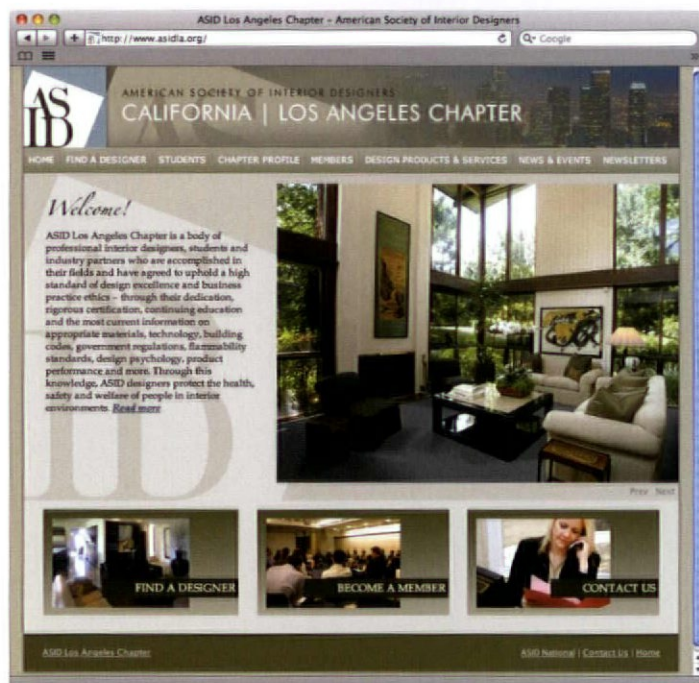 ASID Los Angeles Chapter – American Society of Interior Designers
http://www.asidla.org/
Google
AS
ID
AMERICAN SOCIETY OF INTERIOR DESIGNERS
CALIFORNIA | LOS ANGELES CHAPTER
HOME FIND A DESIGNER STUDENTS CHAPTER PROFILE MEMBERS DESIGN PRODUCTS & SERVICES NEWS & EVENTS NEWSLETTERS
Welcome!
ASID Los Angeles Chapter is a body of
professional interior designers, students and
industry partners who are accomplished in
their fields and have agreed to uphold a high
standard of design excellence and business
practice ethics – through their dedication,
rigorous certification, continuing education
and the most current information on
appropriate materials, technology, building
codes, government regulations, flammability
standards, design psychology, product
performance and more. Through this
knowledge, ASID designers protect the health,
safety and welfare of people in interior
environments. Read more
ID
Prev Next
FIND A DESIGNER
BECOME A MEMBER
CONTACT US
ASID Los Angeles Chapter
ASID National | Contact Us | Home